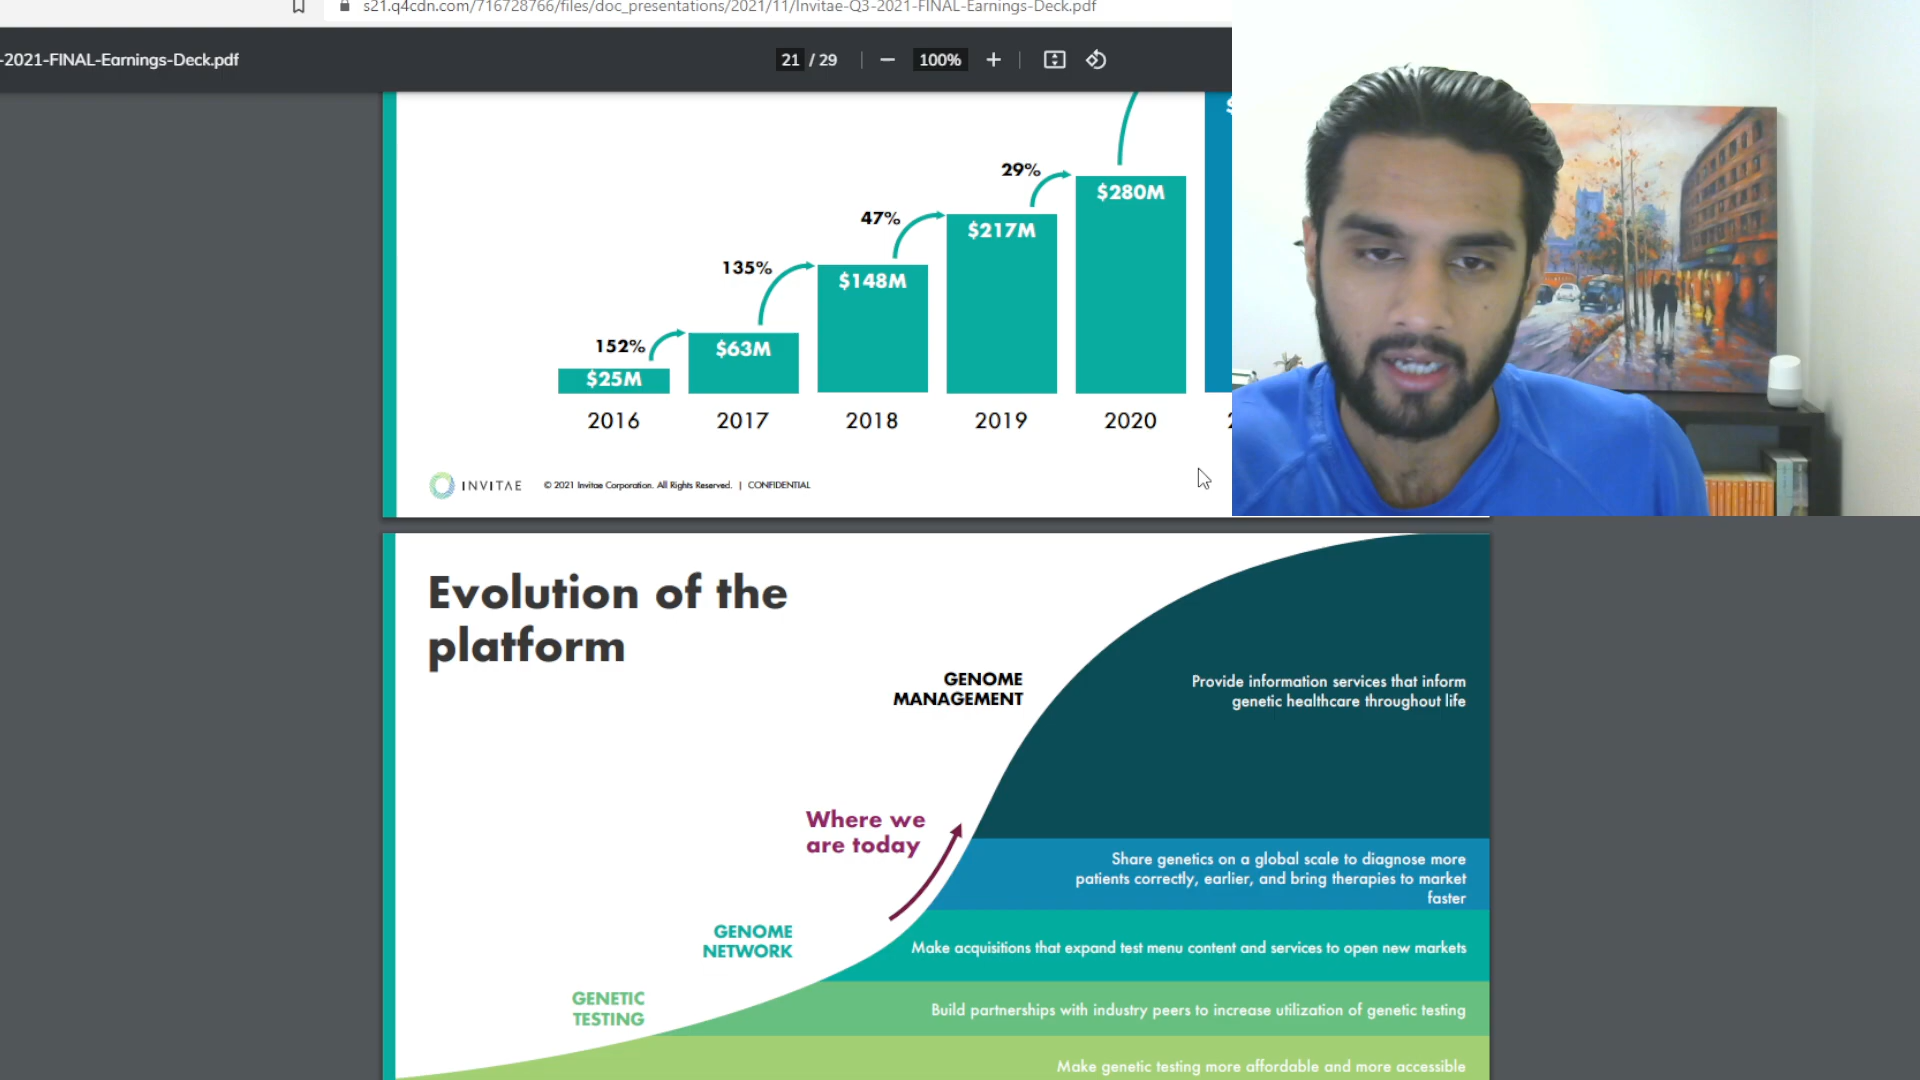 s21.q4cdn.com/716728766/files/doc_presentations/2021/11/Invitae-Q3-2021-FINAL-Earnings-Deck.pdf
-2021-FINAL-Earnings-Deck.pdf
21 / 29
100%
29%
$280M
47%
$217M
135%
$148M
152%
$63M
$25M
2016
2017
2018
2019
2020
INVITAE
© 2021 Invitae Corporation. All Rights Reserved. | CONFIDENTIAL
Evolution of the
platform
GENOME
MANAGEMENT
Provide information services that inform
genetic healthcare throughout life
Where we
are today
Share genetics on a global scale to diagnose more
patients correctly, earlier, and bring therapies to market
faster
GENOME
NETWORK
Make acquisitions that expand test menu content and services to open new markets
GENETIC
TESTING
Build partnerships with industry peers to increase utilization of genetic testing
Make genetic testing more affordable and more accessible